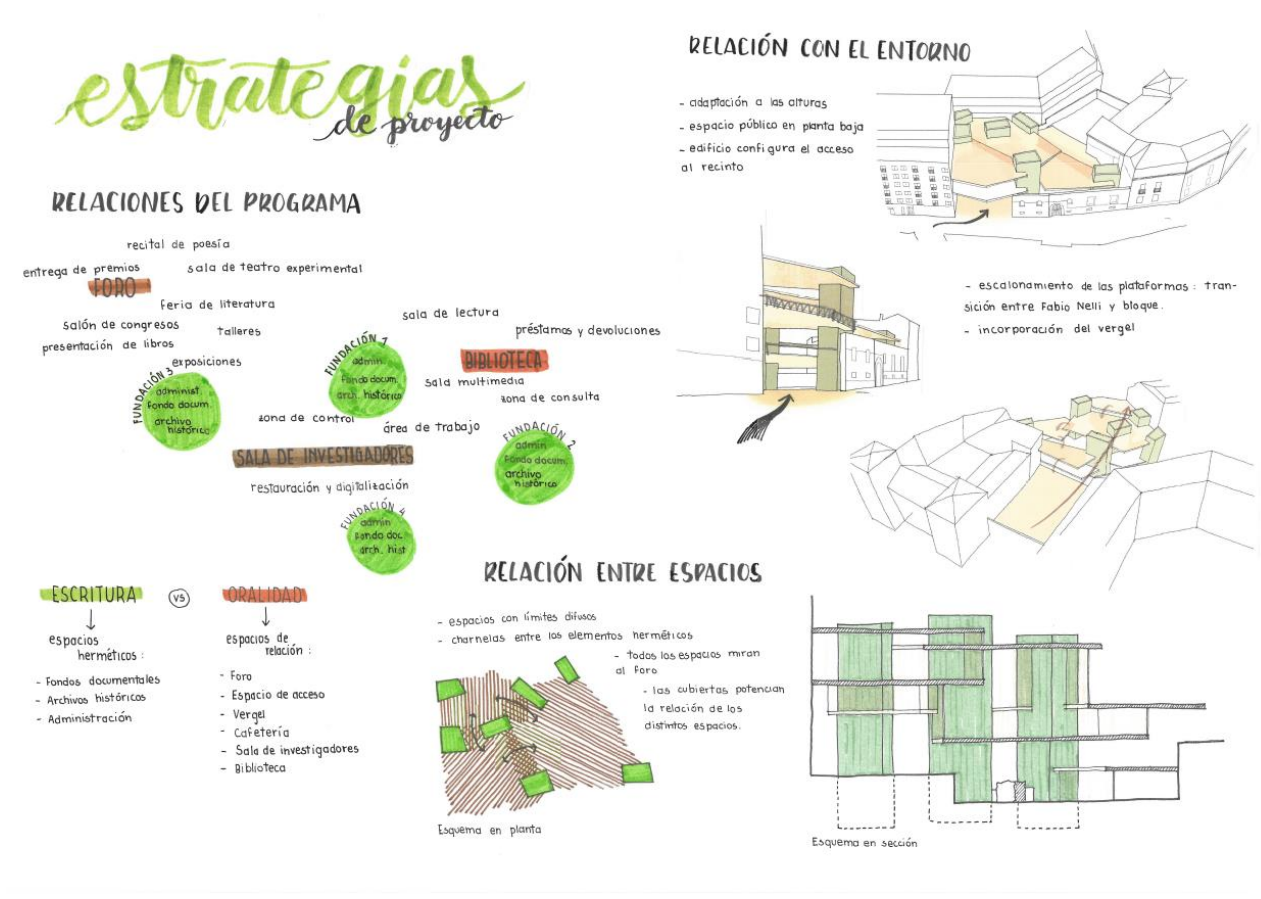 estrategias
de proyecto
RELACIONES DEL PROGRAMA
recital de poesía
entrega de premios
sala de teatro experimental
FORO
feria de literatura
salón de congresos
talleres
presentación de libros
exposiciones
sala de lectura
préstamos y devoluciones
BIBLIOTECA
sala multimedia
zona de consulta
FUNDACIÓN 1
admin.
fondo docum.
arch. histórico
FUNDACIÓN 3
administ.
fondo docum.
archivo
histórico
zona de control
área de trabajo
SALA DE INVESTIGADORES
restauración y digitalización
FUNDACIÓN 2
admin
fondo docum.
archivo
histórico
FUNDACIÓN 4
admin
fondo doc.
arch. hist
ESCRITURA
vs
ORALIDAD
espacios
herméticos :
- Fondos documentales
- Archivos históricos
- Administración
espacios de
relación :
- Foro
- Espacio de acceso
- Vergel
- Cafetería
- Sala de investigadores
- Biblioteca
RELACIÓN CON EL ENTORNO
- adaptación a las alturas
- espacio público en planta baja
- edificio configura el acceso
al recinto
- escalonamiento de las plataformas : tran-
sición entre Fabio Nelli y bloque.
- incorporación del vergel
RELACIÓN ENTRE ESPACIOS
- espacios con límites difusos
- charnelas entre los elementos herméticos
- todos los espacios miran
al foro
- las cubiertas potencian
la relación de los
distintos espacios.
Esquema en planta
Esquema en sección